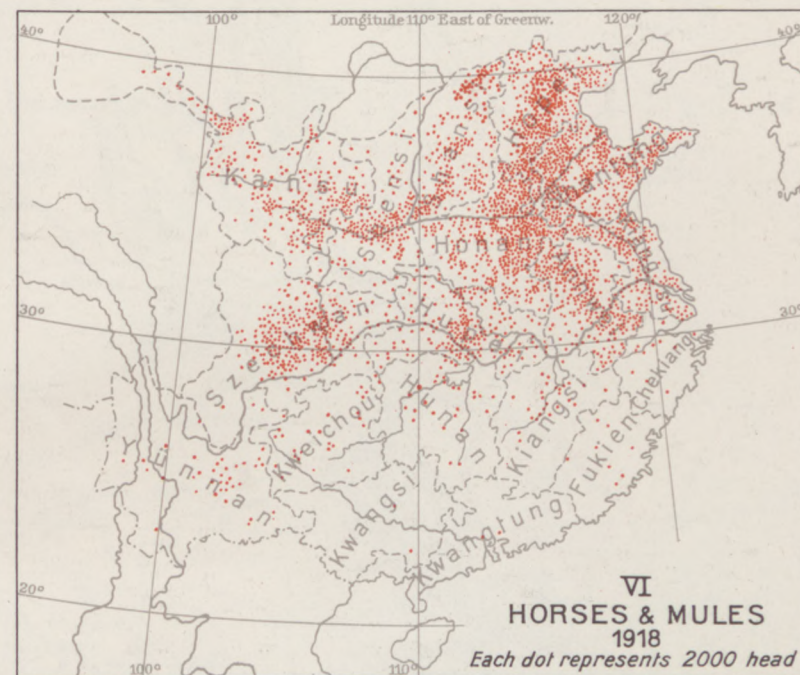 100° Longitude 110° East of Greenw. 120°
40° 40°
Hopei
Shansi
Shantung
Shensi
Kansu
Honan
Kiangsu
Anhwei
30° 30°
Szechwan
Hupeh
Chekiang
Hunan
Kweichou
Kiangsi
Fukien
Yunnan
Kwangsi
Kwangtung
20°
100° 110°
VI
HORSES & MULES
1918
Each dot represents 2000 head